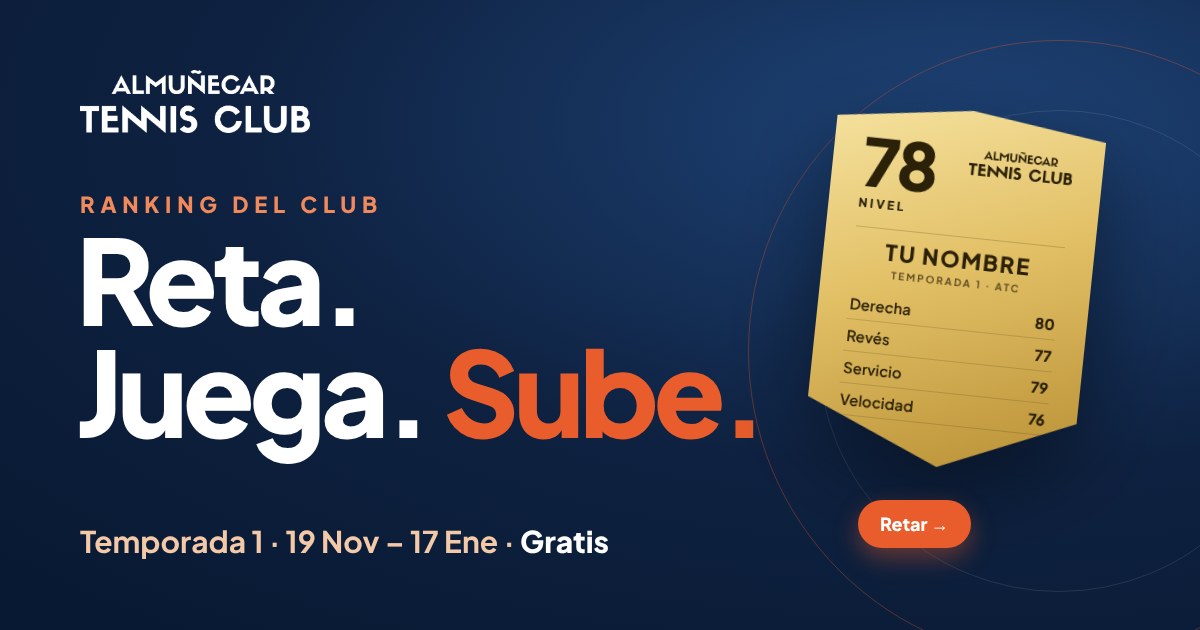 ALMUÑECAR
TENNIS CLUB
RANKING DEL CLUB
Reta.
Juega. Sube.
Temporada 1 · 19 Nov – 17 Ene · Gratis
78
NIVEL
ALMUÑECAR
TENNIS CLUB
TU NOMBRE
TEMPORADA 1 · ATC
Derecha 80
Revés 77
Servicio 79
Velocidad 76
Retar →